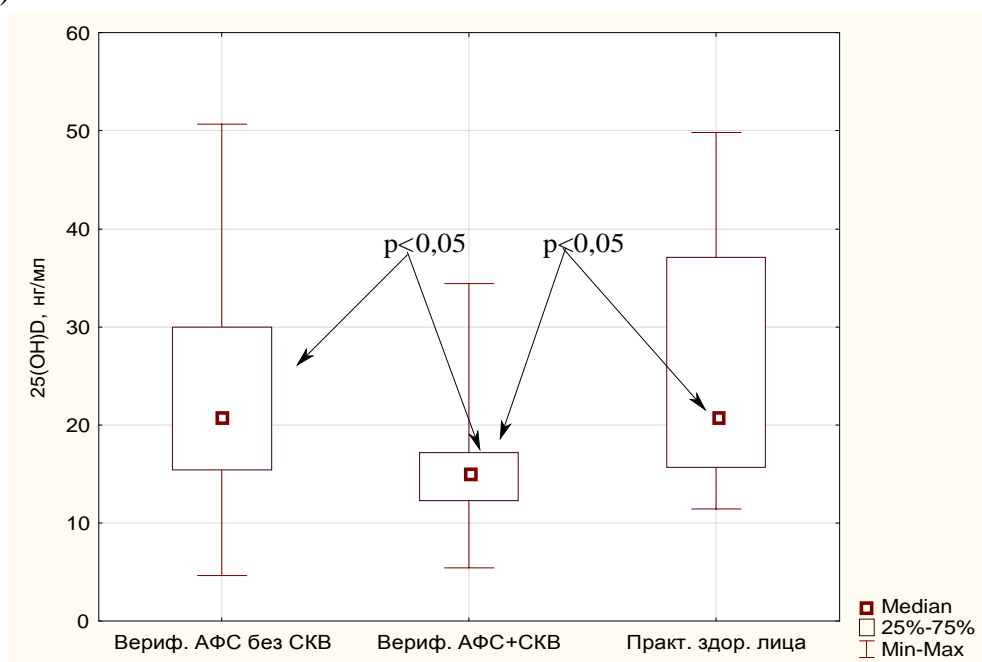 )
60
50
40
30
20
10
0
25(OH)D, нг/мл
p<0,05
p<0,05
Вериф. АФС без СКВ
Вериф. АФС+СКВ
Практ. здор. лица
Median
25%-75%
Min-Max